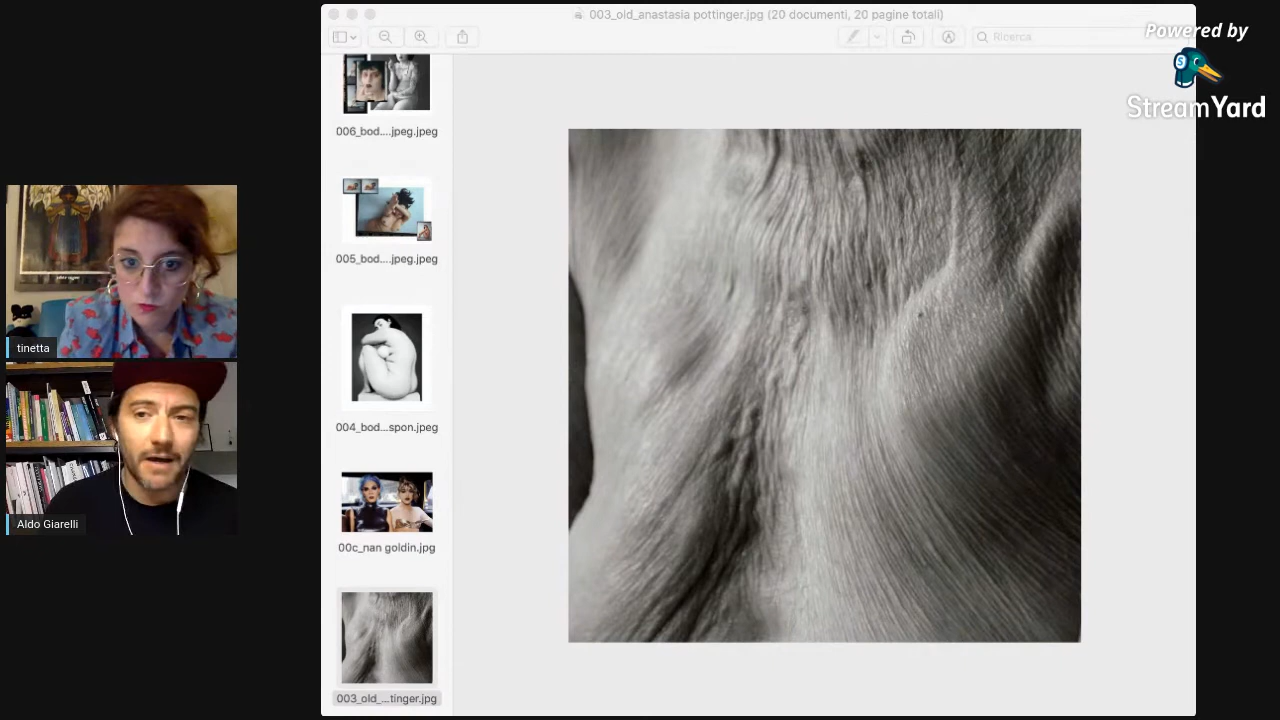 003_old_anastasia pottinger.jpg (20 documenti, 20 pagine totali)
Ricerca
Powered by
StreamYard
006_bod....jpeg.jpeg
005_bod....jpeg.jpeg
004_bod...spon.jpeg
00c_nan goldin.jpg
003_old_...tinger.jpg
tinetta
Aldo Giarelli